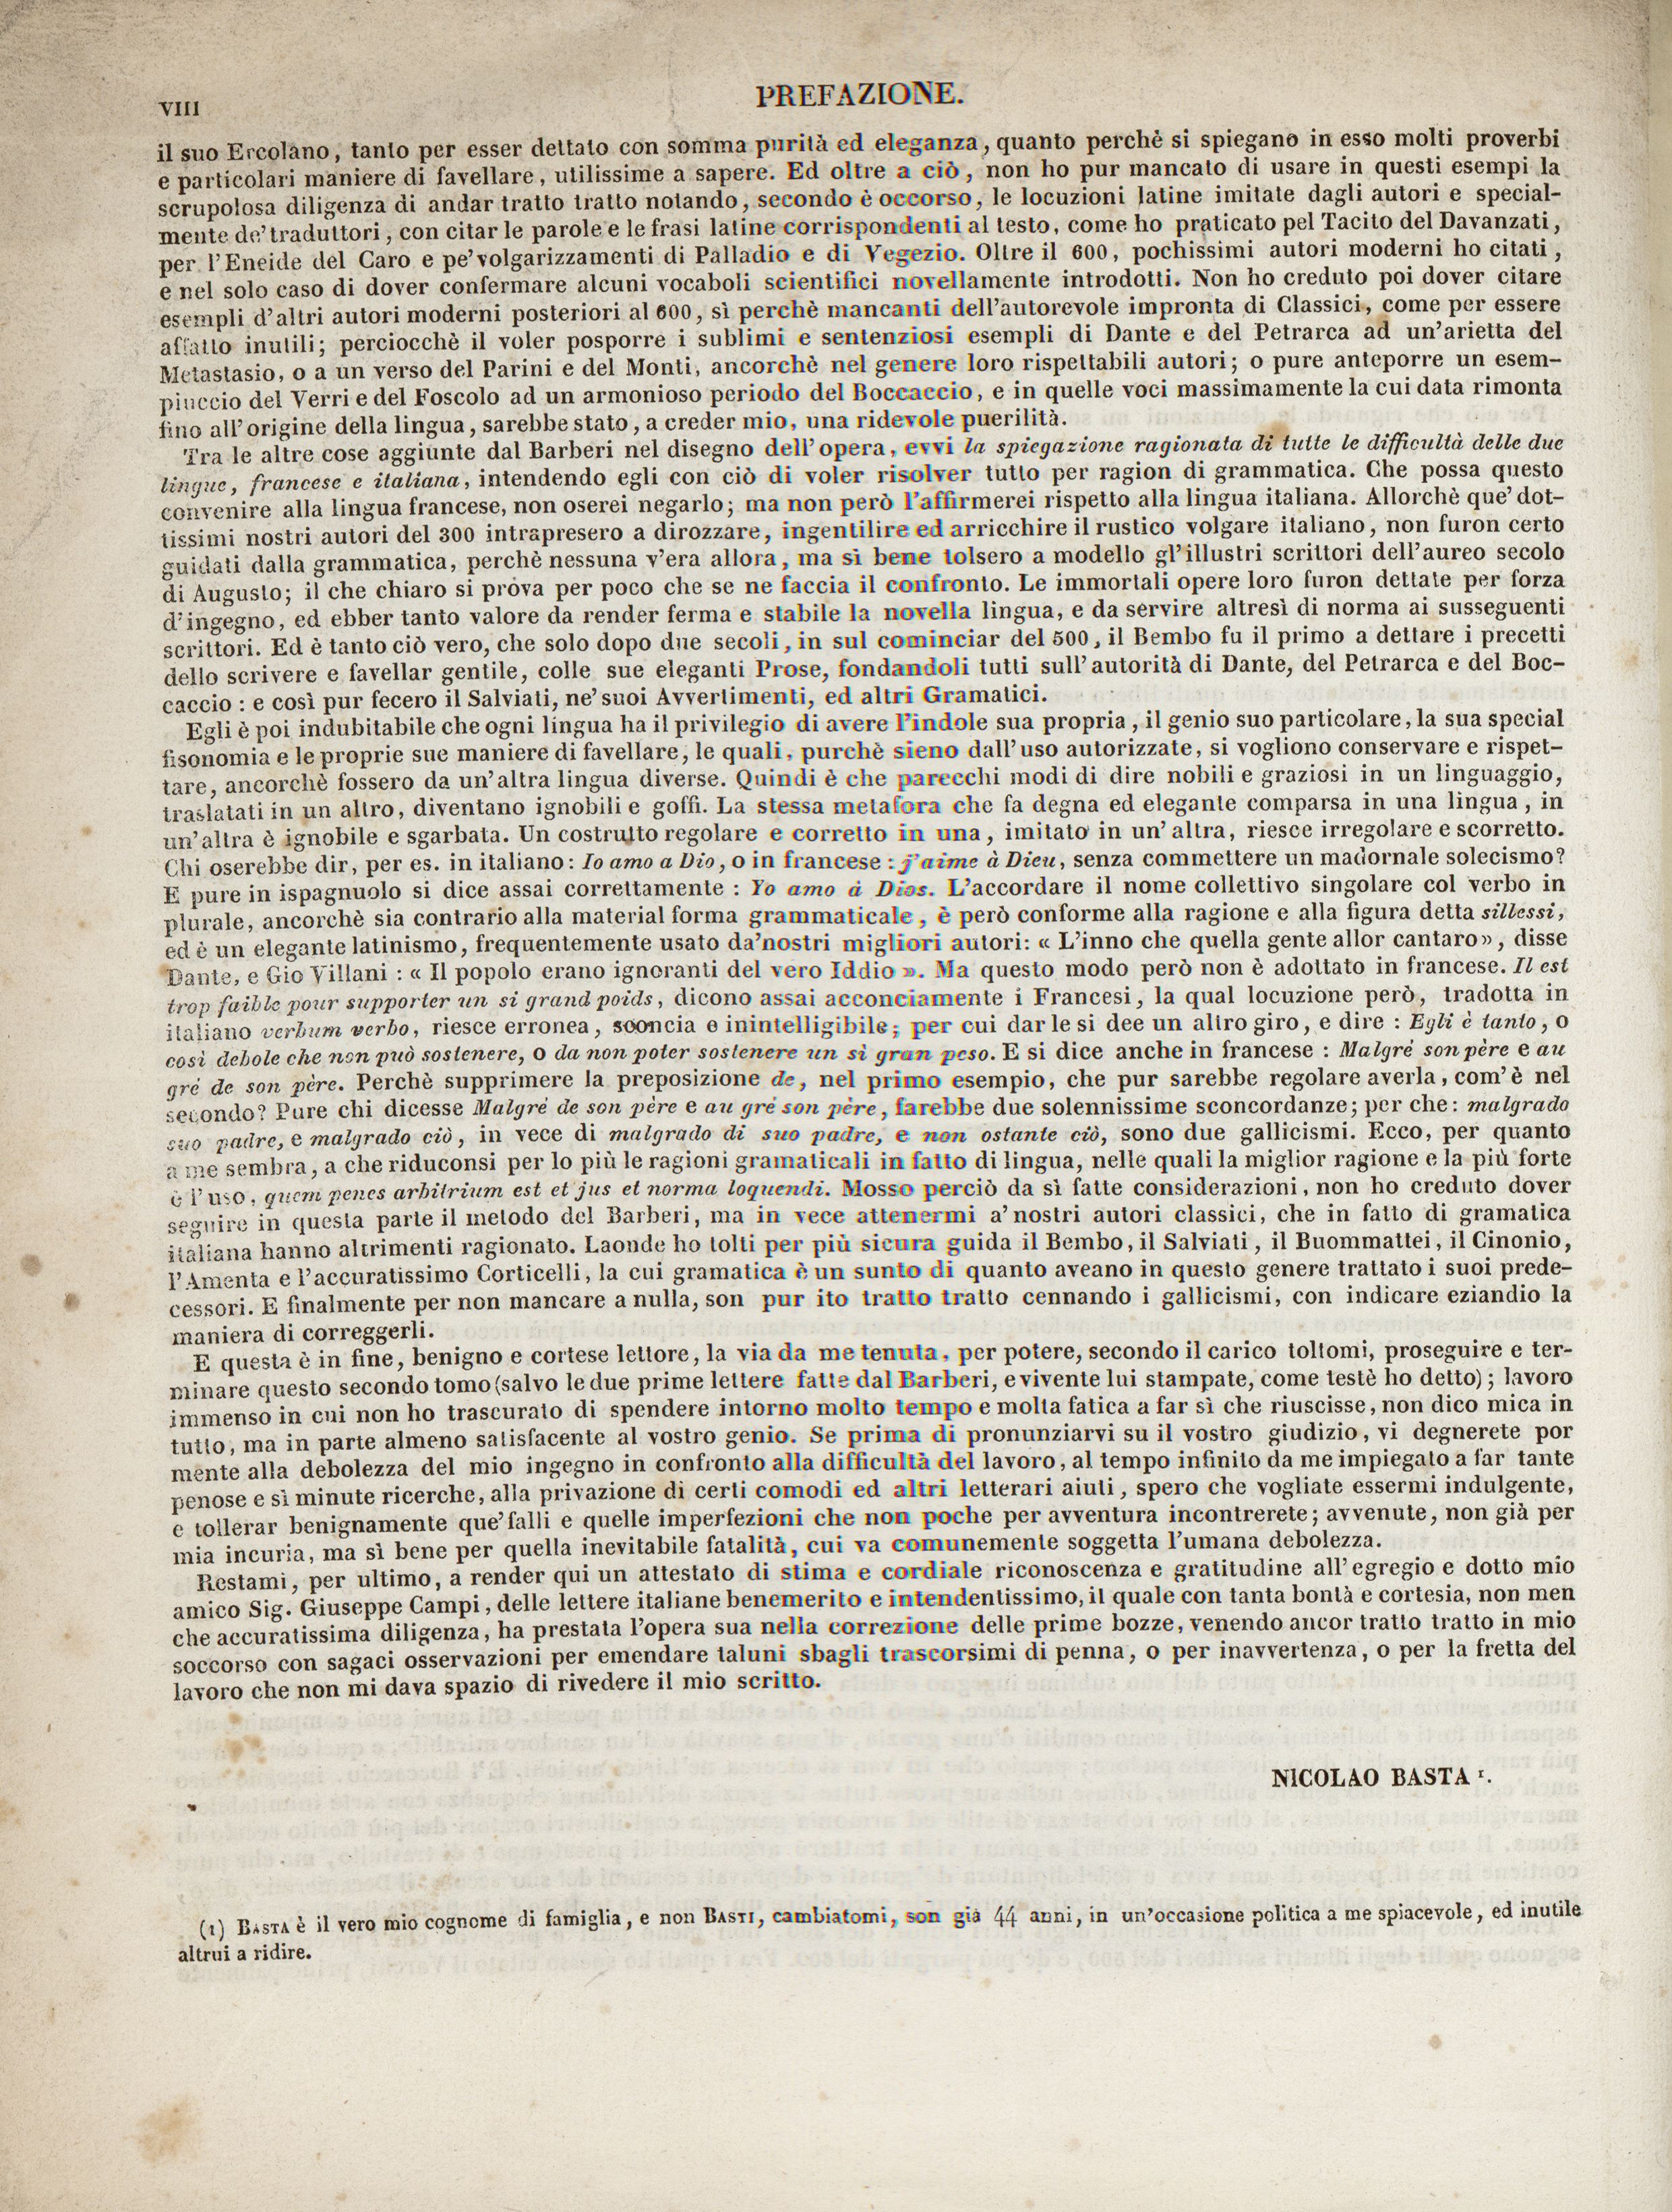 VIII
PREFAZIONE.
il suo Ercolano, tanto per esser dettato con somma purità ed eleganza, quanto perchè si spiegano in esso molti proverbi
e particolari maniere di favellare, utilissime a sapere. Ed oltre a ciò, non ho pur mancato di usare in questi esempi la
scrupolosa diligenza di andar tratto tratto notando, secondo è occorso, le locuzioni latine imitate dagli autori e special-
mente de'traduttori, con citar le parole e le frasi latine corrispondenti al testo, come ho praticato pel Tacito del Davanzati,
per l'Eneide del Caro e pe'volgarizzamenti di Palladio e di Vegezio. Oltre il 600, pochissimi autori moderni ho citati,
e nel solo caso di dover confermare alcuni vocaboli scientifici novellamente introdotti. Non ho creduto poi dover citare
esempli d'altri autori moderni posteriori al 600, sì perchè mancanti dell'autorevole impronta di Classici, come per essere
affatto inutili; perciocchè il voler posporre i sublimi e sentenziosi esempli di Dante e del Petrarca ad un'arietta del
Metastasio, o a un verso del Parini e del Monti, ancorchè nel genere loro rispettabili autori; o pure anteporre un esem-
piuccio del Verri e del Foscolo ad un armonioso periodo del Boccaccio, e in quelle voci massimamente la cui data rimonta
fino all'origine della lingua, sarebbe stato, a creder mio, una ridevole puerilità.
Tra le altre cose aggiunte dal Barberi nel disegno dell'opera, evvi la spiegazione ragionata di tutte le difficultà delle due
lingue, francese e italiana, intendendo egli con ciò di voler risolver tutto per ragion di grammatica. Che possa questo
convenire alla lingua francese, non oserei negarlo; ma non però l'affirmerei rispetto alla lingua italiana. Allorchè que' dot-
tissimi nostri autori del 300 intrapresero a dirozzare, ingentilire ed arricchire il rustico volgare italiano, non furon certo
guidati dalla grammatica, perchè nessuna v'era allora, ma sì bene tolsero a modello gl'illustri scrittori dell'aureo secolo
di Augusto; il che chiaro si prova per poco che se ne faccia il confronto. Le immortali opere loro furon dettate per forza
d'ingegno, ed ebber tanto valore da render ferma e stabile la novella lingua, e da servire altresì di norma ai susseguenti
scrittori. Ed è tanto ciò vero, che solo dopo due secoli, in sul cominciar del 500, il Bembo fu il primo a dettare i precetti
dello scrivere e favellar gentile, colle sue eleganti Prose, fondandoli tutti sull'autorità di Dante, del Petrarca e del Boc-
caccio : e così pur fecero il Salviati, ne'suoi Avvertimenti, ed altri Gramatici.
Egli è poi indubitabile che ogni lingua ha il privilegio di avere l'indole sua propria, il genio suo particolare, la sua special
fisonomia e le proprie sue maniere di favellare, le quali, purchè sieno dall'uso autorizzate, si vogliono conservare e rispet-
tare, ancorchè fossero da un'altra lingua diverse. Quindi è che parecchi modi di dire nobili e graziosi in un linguaggio,
traslatati in un altro, diventano ignobili e goffi. La stessa metafora che fa degna ed elegante comparsa in una lingua, in
un'altra è ignobile e sgarbata. Un costrutto regolare e corretto in una, imitato in un'altra, riesce irregolare e scorretto.
Chi oserebbe dir, per es. in italiano : Io amo a Dio, o in francese : j'aime à Dieu, senza commettere un madornale solecismo?
E pure in ispagnuolo si dice assai correttamente : Yo amo à Dios. L'accordare il nome collettivo singolare col verbo in
plurale, ancorchè sia contrario alla material forma grammaticale, è però conforme alla ragione e alla figura detta sillessi,
ed è un elegante latinismo, frequentemente usato da'nostri migliori autori: « L'inno che quella gente allor cantaro», disse
Dante, e Gio Villani : « Il popolo erano ignoranti del vero Iddio ». Ma questo modo però non è adottato in francese. Il est
trop faible pour supporter un si grand poids, dicono assai acconciamente i Francesi, la qual locuzione però, tradotta in
italiano verbum verbo, riesce erronea, sconcia e inintelligibile; per cui dar le si dee un altro giro, e dire : Egli è tanto, o
così debole che non può sostenere, o da non poter sostenere un sì gran peso. E si dice anche in francese : Malgré son père e au
gré de son père. Perchè supprimere la preposizione de, nel primo esempio, che pur sarebbe regolare averla, com'è nel
secondo? Pure chi dicesse Malgré de son père e au gré son père, farebbe due solennissime sconcordanze; per che: malgrado
suo padre, e malgrado ciò, in vece di malgrado di suo padre, e non ostante ciò, sono due gallicismi. Ecco, per quanto
a me sembra, a che riduconsi per lo più le ragioni gramaticali in fatto di lingua, nelle quali la miglior ragione e la più forte
è l'uso, quem penes arbitrium est et jus et norma loquendi. Mosso perciò da sì fatte considerazioni, non ho creduto dover
seguire in questa parte il metodo del Barberi, ma in vece attenermi a'nostri autori classici, che in fatto di gramatica
italiana hanno altrimenti ragionato. Laonde ho tolti per più sicura guida il Bembo, il Salviati, il Buommattei, il Cinonio,
l'Amenta e l'accuratissimo Corticelli, la cui gramatica è un sunto di quanto aveano in questo genere trattato i suoi prede-
cessori. E finalmente per non mancare a nulla, son pur ito tratto tratto cennando i gallicismi, con indicare eziandio la
maniera di correggerli.
E questa è in fine, benigno e cortese lettore, la via da me tenuta, per potere, secondo il carico toltomi, proseguire e ter-
minare questo secondo tomo (salvo le due prime lettere fatte dal Barberi, e vivente lui stampate, come testè ho detto); lavoro
immenso in cui non ho trascurato di spendere intorno molto tempo e molta fatica a far sì che riuscisse, non dico mica in
tutto, ma in parte almeno satisfacente al vostro genio. Se prima di pronunziarvi su il vostro giudizio, vi degnerete por
mente alla debolezza del mio ingegno in confronto alla difficultà del lavoro, al tempo infinito da me impiegato a far tante
penose e sì minute ricerche, alla privazione di certi comodi ed altri letterari aiuti, spero che vogliate essermi indulgente,
e tollerar benignamente que'falli e quelle imperfezioni che non poche per avventura incontrerete; avvenute, non già per
mia incuria, ma sì bene per quella inevitabile fatalità, cui va comunemente soggetta l'umana debolezza.
Restami, per ultimo, a render qui un attestato di stima e cordiale riconoscenza e gratitudine all'egregio e dotto mio
amico Sig. Giuseppe Campi, delle lettere italiane benemerito e intendentissimo, il quale con tanta bontà e cortesia, non men
che accuratissima diligenza, ha prestata l'opera sua nella correzione delle prime bozze, venendo ancor tratto tratto in mio
soccorso con sagaci osservazioni per emendare taluni sbagli trascorsimi di penna, o per inavvertenza, o per la fretta del
lavoro che non mi dava spazio di rivedere il mio scritto.
NICOLAO BASTA ¹.
(1) BASTA è il vero mio cognome di famiglia, e non BASTI, cambiatomi, son già 44 anni, in un'occasione politica a me spiacevole, ed inutile
altrui a ridire.